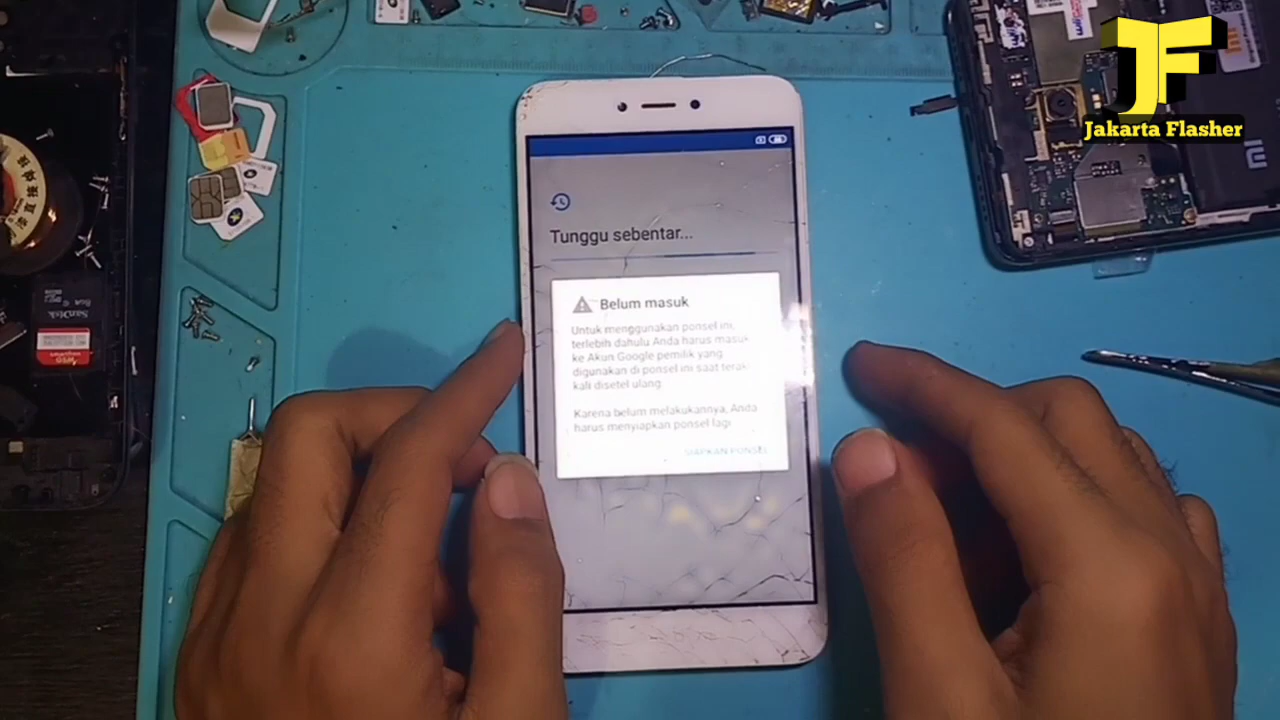 JF
Jakarta Flasher
Tunggu sebentar...
Belum masuk
Untuk menggunakan ponsel ini,
terlebih dahulu Anda harus masuk
ke Akun Google pemilik yang
digunakan di ponsel ini saat terak
kali disetel ulang
Karena belum melakukannya, Anda
harus menyiapkan ponsel lagi
SIAPKAN PONSEL
SanDisk